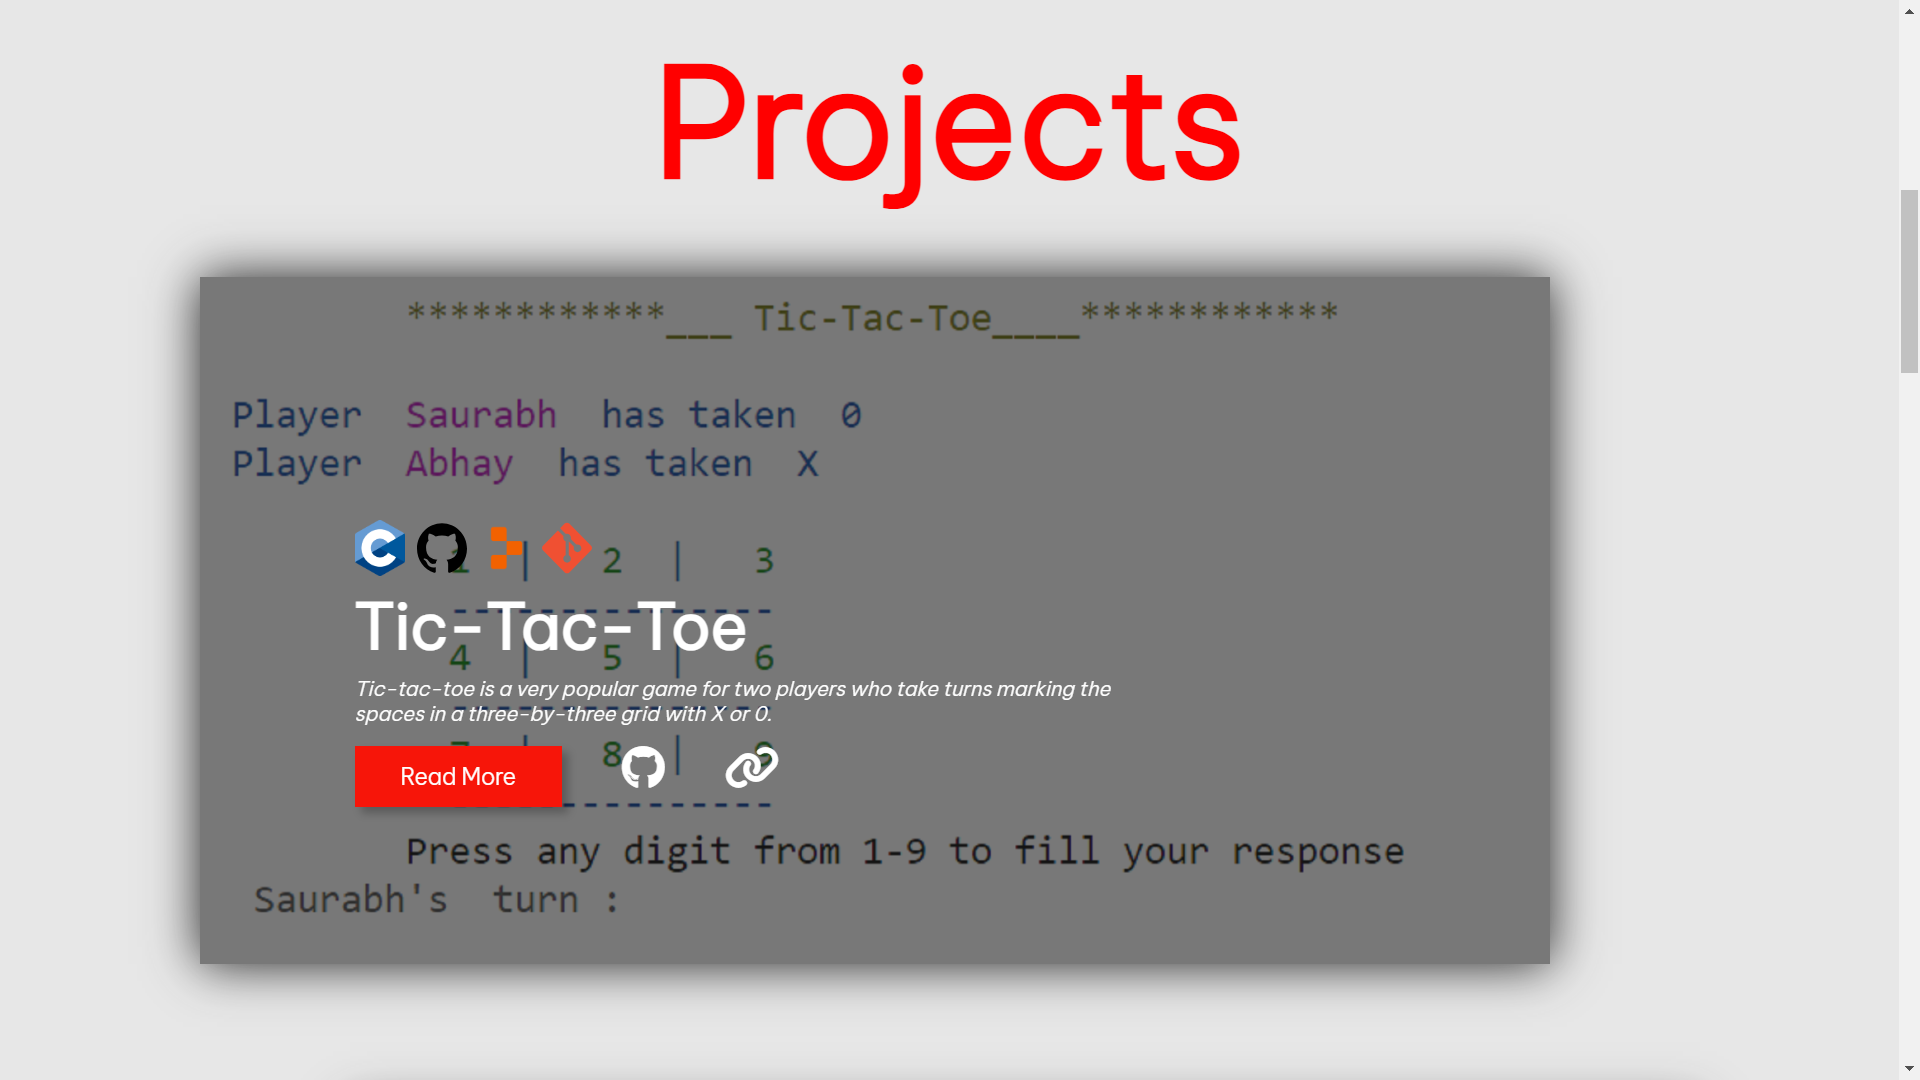 Projects
************___ Tic-Tac-Toe____************
Player Saurabh has taken 0
Player Abhay has taken X
1 | 2 | 3
---------------
Tic-Tac-Toe
4 | 5 | 6
Tic-tac-toe is a very popular game for two players who take turns marking the
spaces in a three-by-three grid with X or 0.
7 | 8 | 9
Read More
---------------
Press any digit from 1-9 to fill your response
Saurabh's turn :